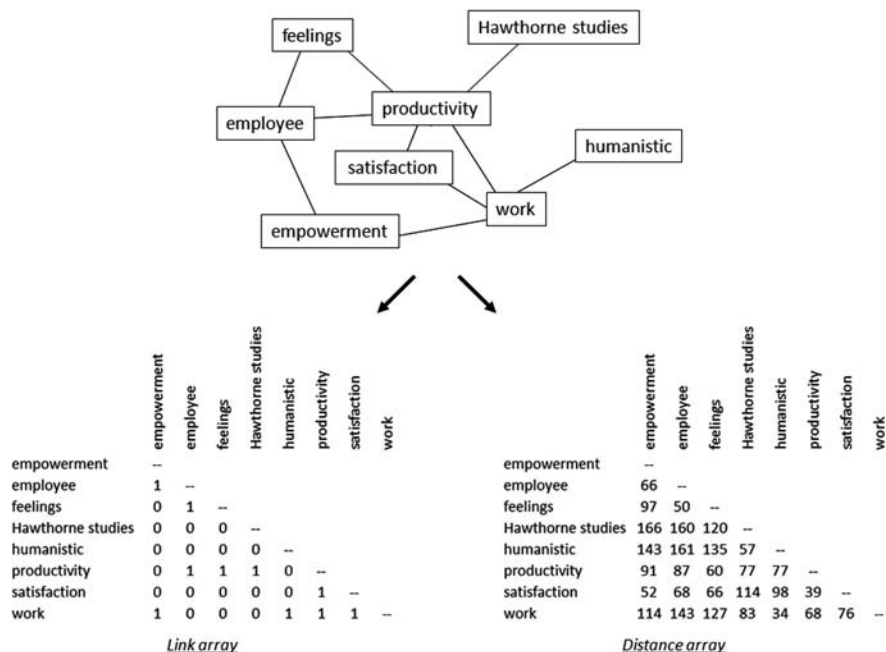 feelings
Hawthorne studies
productivity
employee
humanistic
satisfaction
work
empowerment
empowerment
employee
feelings
Hawthorne studies
humanistic
productivity
satisfaction
work
empowerment --
employee 1 --
feelings 0 1 --
Hawthorne studies 0 0 0 --
humanistic 0 0 0 0 --
productivity 0 1 1 1 0 --
satisfaction 0 0 0 0 0 1 --
work 1 0 0 0 1 1 1 --
Link array
empowerment
employee
feelings
Hawthorne studies
humanistic
productivity
satisfaction
work
empowerment --
employee 66 --
feelings 97 50 --
Hawthorne studies 166 160 120 --
humanistic 143 161 135 57 --
productivity 91 87 60 77 77 --
satisfaction 52 68 66 114 98 39 --
work 114 143 127 83 34 68 76 --
Distance array